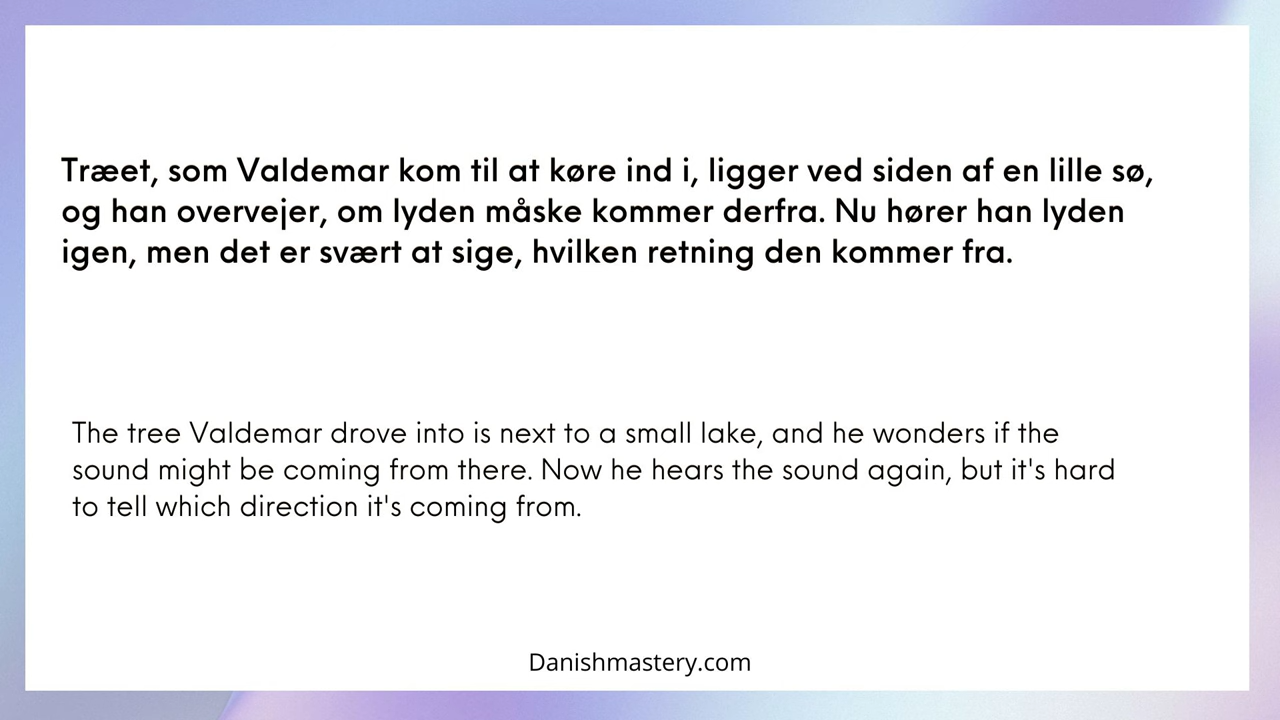 Træet, som Valdemar kom til at køre ind i, ligger ved siden af en lille sø,
og han overvejer, om lyden måske kommer derfra. Nu hører han lyden
igen, men det er svært at sige, hvilken retning den kommer fra.
The tree Valdemar drove into is next to a small lake, and he wonders if the
sound might be coming from there. Now he hears the sound again, but it's hard
to tell which direction it's coming from.
Danishmastery.com